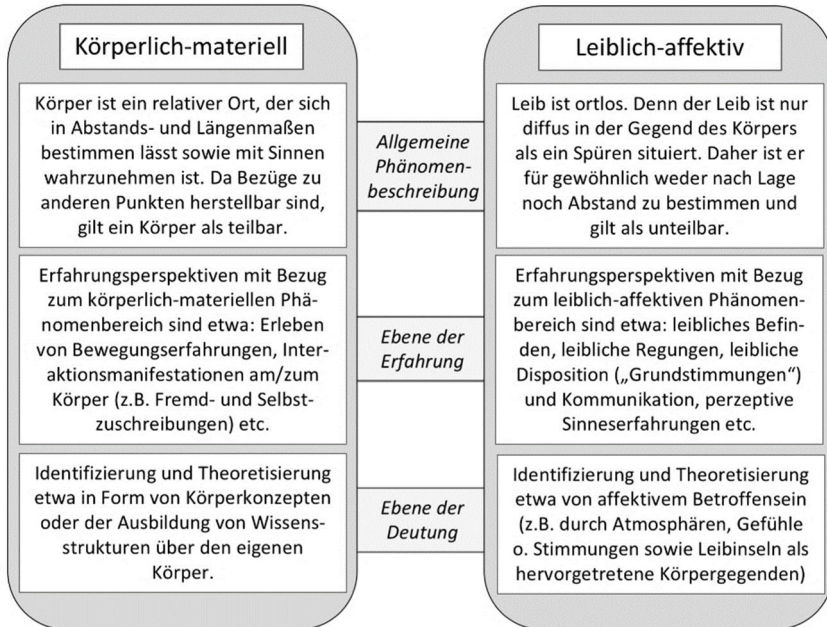 Körperlich-materiell
Körper ist ein relativer Ort, der sich
in Abstands- und Längenmaßen
bestimmen lässt sowie mit Sinnen
wahrzunehmen ist. Da Bezüge zu
anderen Punkten herstellbar sind,
gilt ein Körper als teilbar.
Erfahrungsperspektiven mit Bezug
zum körperlich-materiellen Phä-
nomenbereich sind etwa: Erleben
von Bewegungserfahrungen, Inter-
aktionsmanifestationen am/zum
Körper (z.B. Fremd- und Selbst-
zuschreibungen) etc.
Identifizierung und Theoretisierung
etwa in Form von Körperkonzepten
oder der Ausbildung von Wissens-
strukturen über den eigenen
Körper.
Allgemeine
Phänomen-
beschreibung
Ebene der
Erfahrung
Ebene der
Deutung
Leiblich-affektiv
Leib ist ortlos. Denn der Leib ist nur
diffus in der Gegend des Körpers
als ein Spüren situiert. Daher ist er
für gewöhnlich weder nach Lage
noch Abstand zu bestimmen und
gilt als unteilbar.
Erfahrungsperspektiven mit Bezug
zum leiblich-affektiven Phänomen-
bereich sind etwa: leibliches Befin-
den, leibliche Regungen, leibliche
Disposition („Grundstimmungen“)
und Kommunikation, perzeptive
Sinneserfahrungen etc.
Identifizierung und Theoretisierung
etwa von affektivem Betroffensein
(z.B. durch Atmosphären, Gefühle
o. Stimmungen sowie Leibinseln als
hervorgetretene Körpergegenden)